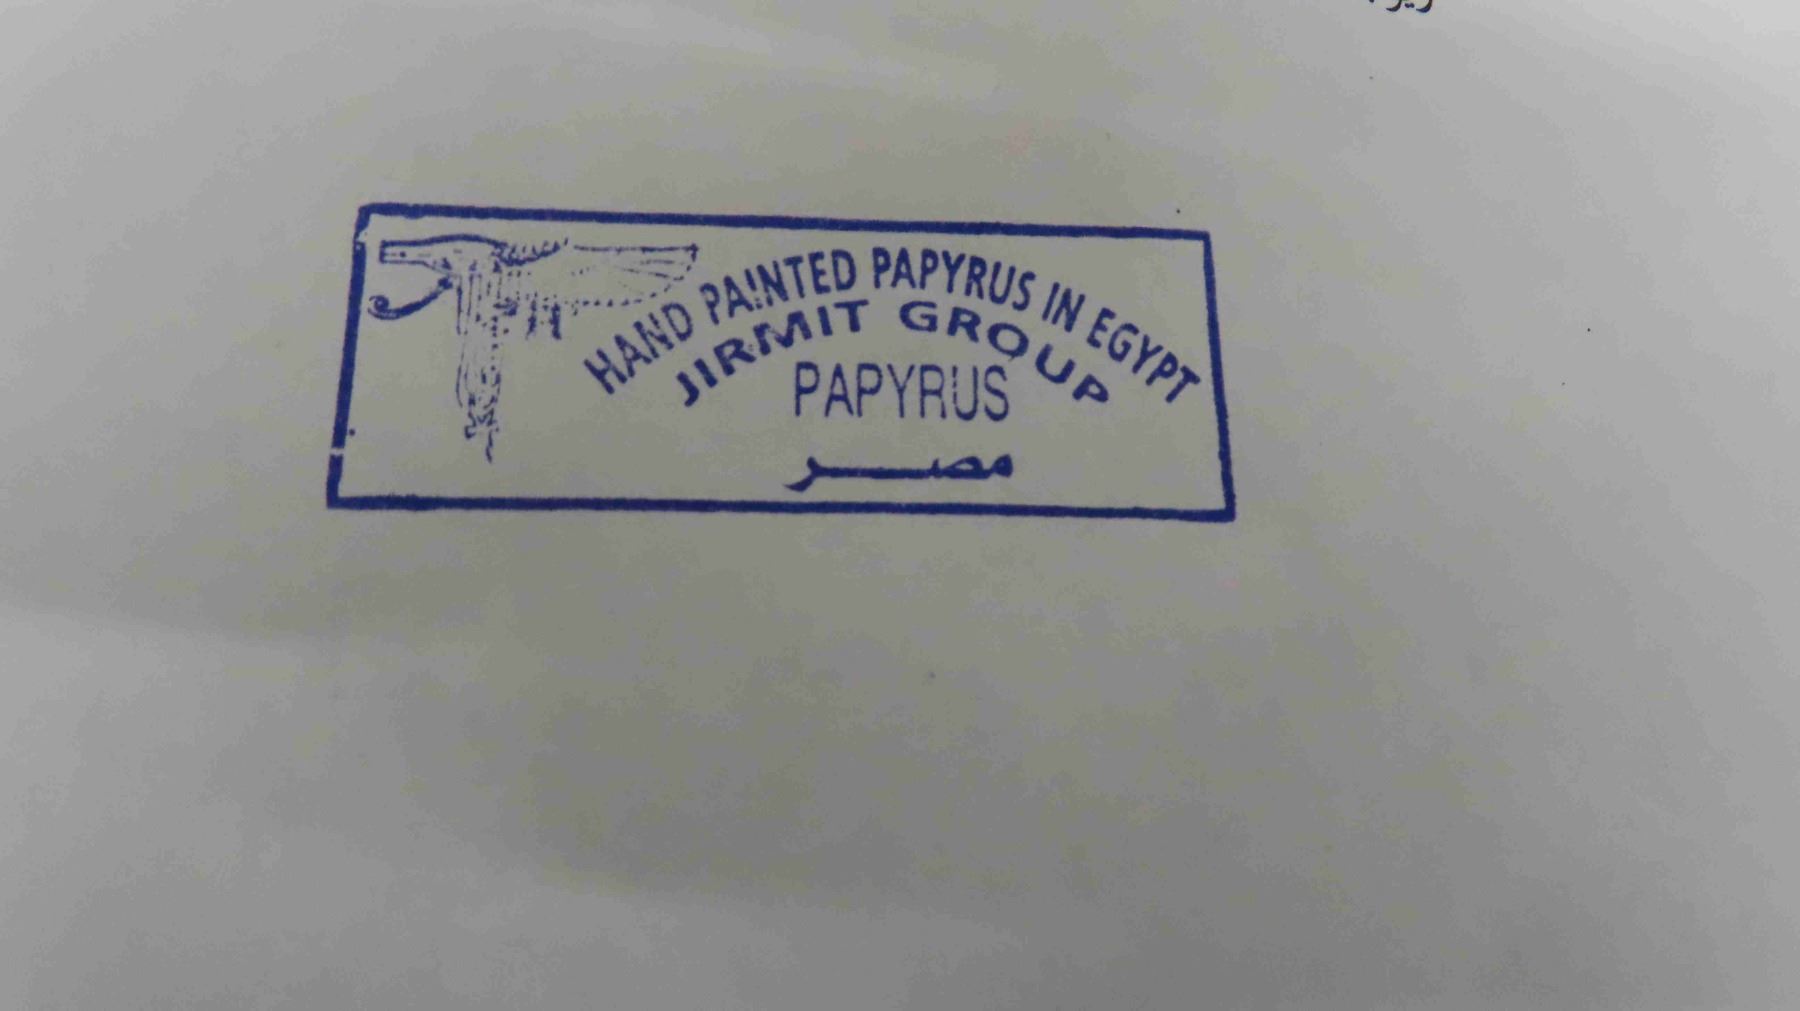 HAND PAINTED PAPYRUS IN EGYPT
JIRMIT GROUP
PAPYRUS
مصر